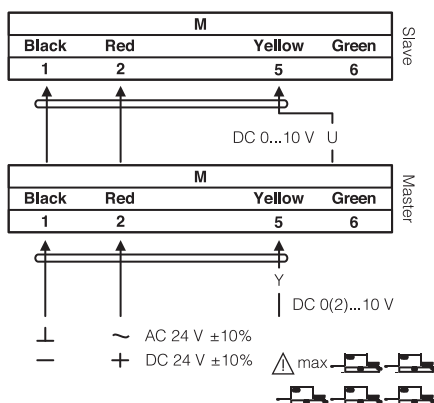 M
Black Red Yellow Green
1 2 5 6
Slave
DC 0...10 V U
M
Black Red Yellow Green
1 2 5 6
Master
Y
DC 0(2)...10 V
⊥ ~ AC 24 V ±10%
− + DC 24 V ±10%
max